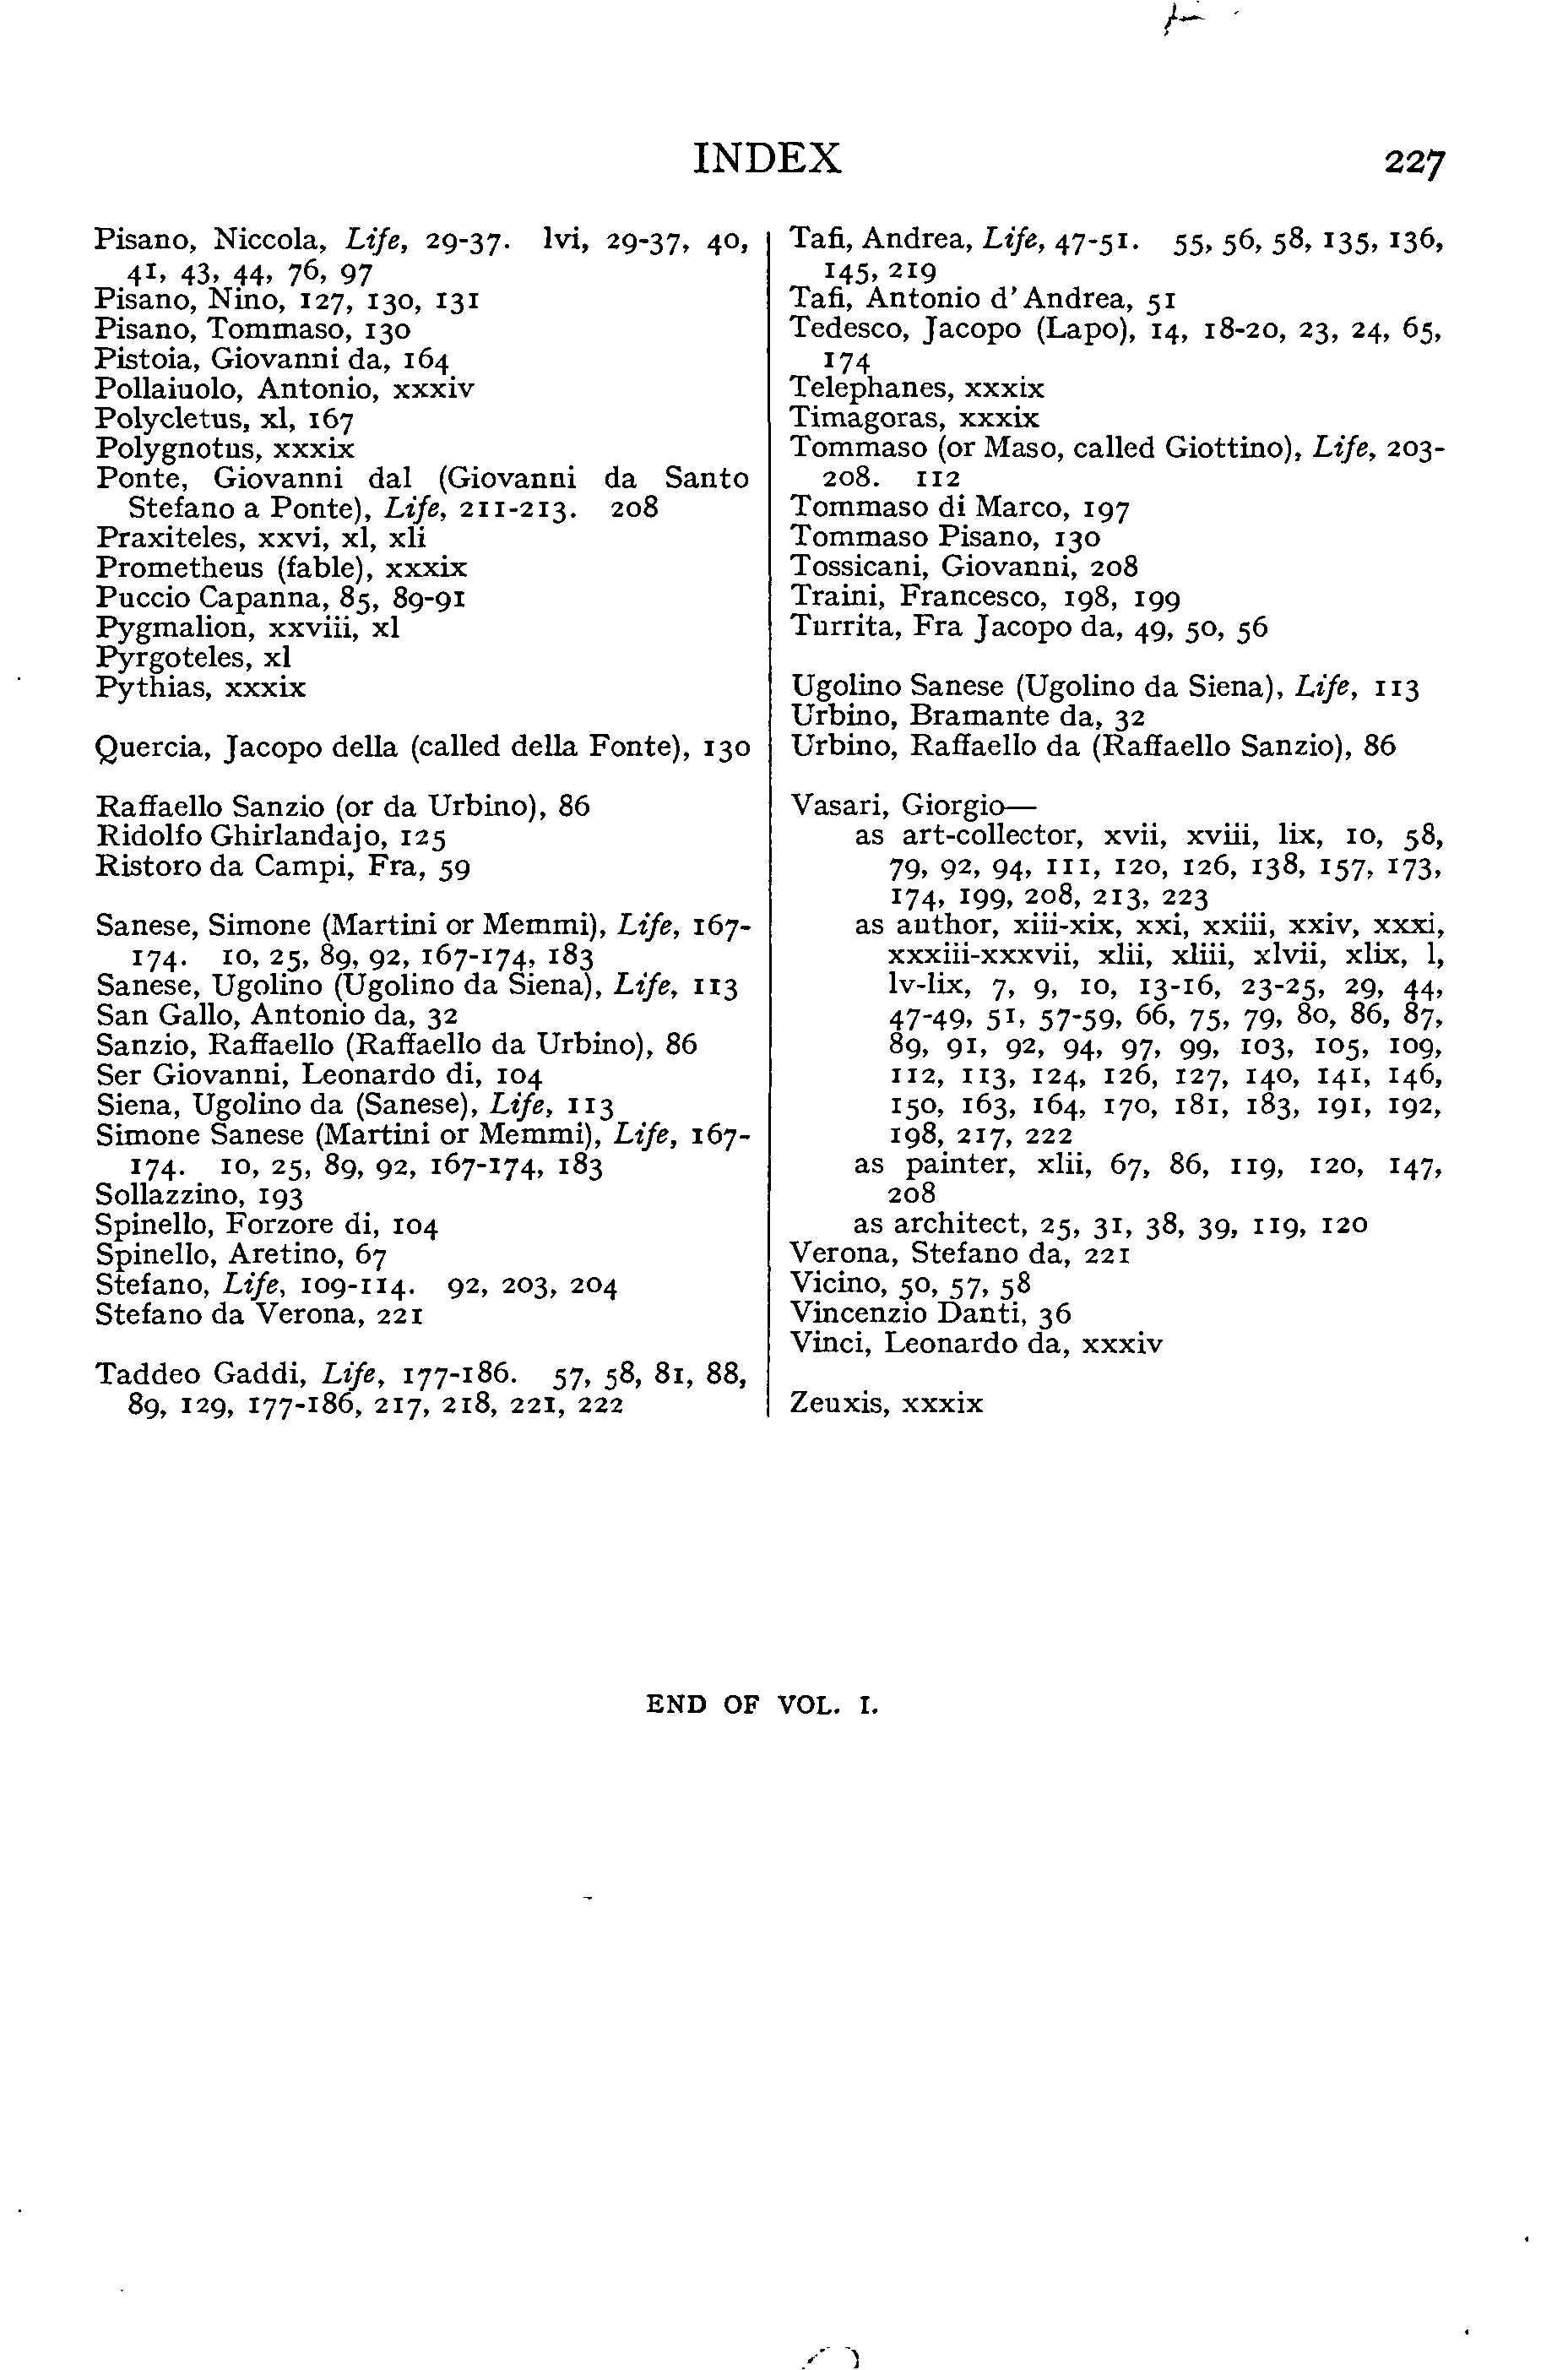 INDEX 227
Pisano, Niccola, Life, 29-37. lvi, 29-37, 40,
41, 43, 44, 76, 97
Pisano, Nino, 127, 130, 131
Pisano, Tommaso, 130
Pistoia, Giovanni da, 164
Pollaiuolo, Antonio, xxxiv
Polycletus, xl, 167
Polygnotus, xxxix
Ponte, Giovanni dal (Giovanni da Santo
Stefano a Ponte), Life, 211-213. 208
Praxiteles, xxvi, xl, xli
Prometheus (fable), xxxix
Puccio Capanna, 85, 89-91
Pygmalion, xxviii, xl
Pyrgoteles, xl
Pythias, xxxix
Quercia, Jacopo della (called della Fonte), 130
Raffaello Sanzio (or da Urbino), 86
Ridolfo Ghirlandajo, 125
Ristoro da Campi, Fra, 59
Sanese, Simone (Martini or Memmi), Life, 167-
174. 10, 25, 89, 92, 167-174, 183
Sanese, Ugolino (Ugolino da Siena), Life, 113
San Gallo, Antonio da, 32
Sanzio, Raffaello (Raffaello da Urbino), 86
Ser Giovanni, Leonardo di, 104
Siena, Ugolino da (Sanese), Life, 113
Simone Sanese (Martini or Memmi), Life, 167-
174. 10, 25, 89, 92, 167-174, 183
Sollazzino, 193
Spinello, Forzore di, 104
Spinello, Aretino, 67
Stefano, Life, 109-114. 92, 203, 204
Stefano da Verona, 221
Taddeo Gaddi, Life, 177-186. 57, 58, 81, 88,
89, 129, 177-186, 217, 218, 221, 222
Tafi, Andrea, Life, 47-51. 55, 56, 58, 135, 136,
145, 219
Tafi, Antonio d' Andrea, 51
Tedesco, Jacopo (Lapo), 14, 18-20, 23, 24, 65,
174
Telephanes, xxxix
Timagoras, xxxix
Tommaso (or Maso, called Giottino), Life, 203-
208. 112
Tommaso di Marco, 197
Tommaso Pisano, 130
Tossicani, Giovanni, 208
Traini, Francesco, 198, 199
Turrita, Fra Jacopo da, 49, 50, 56
Ugolino Sanese (Ugolino da Siena), Life, 113
Urbino, Bramante da, 32
Urbino, Raffaello da (Raffaello Sanzio), 86
Vasari, Giorgio—
as art-collector, xvii, xviii, lix, 10, 58,
79, 92, 94, 111, 120, 126, 138, 157, 173,
174, 199, 208, 213, 223
as author, xiii-xix, xxi, xxiii, xxiv, xxxi,
xxxiii-xxxvii, xlii, xliii, xlvii, xlix, l,
lv-lix, 7, 9, 10, 13-16, 23-25, 29, 44,
47-49, 51, 57-59, 66, 75, 79, 80, 86, 87,
89, 91, 92, 94, 97, 99, 103, 105, 109,
112, 113, 124, 126, 127, 140, 141, 146,
150, 163, 164, 170, 181, 183, 191, 192,
198, 217, 222
as painter, xlii, 67, 86, 119, 120, 147,
208
as architect, 25, 31, 38, 39, 119, 120
Verona, Stefano da, 221
Vicino, 50, 57, 58
Vincenzio Danti, 36
Vinci, Leonardo da, xxxiv
Zeuxis, xxxix
END OF VOL. I.